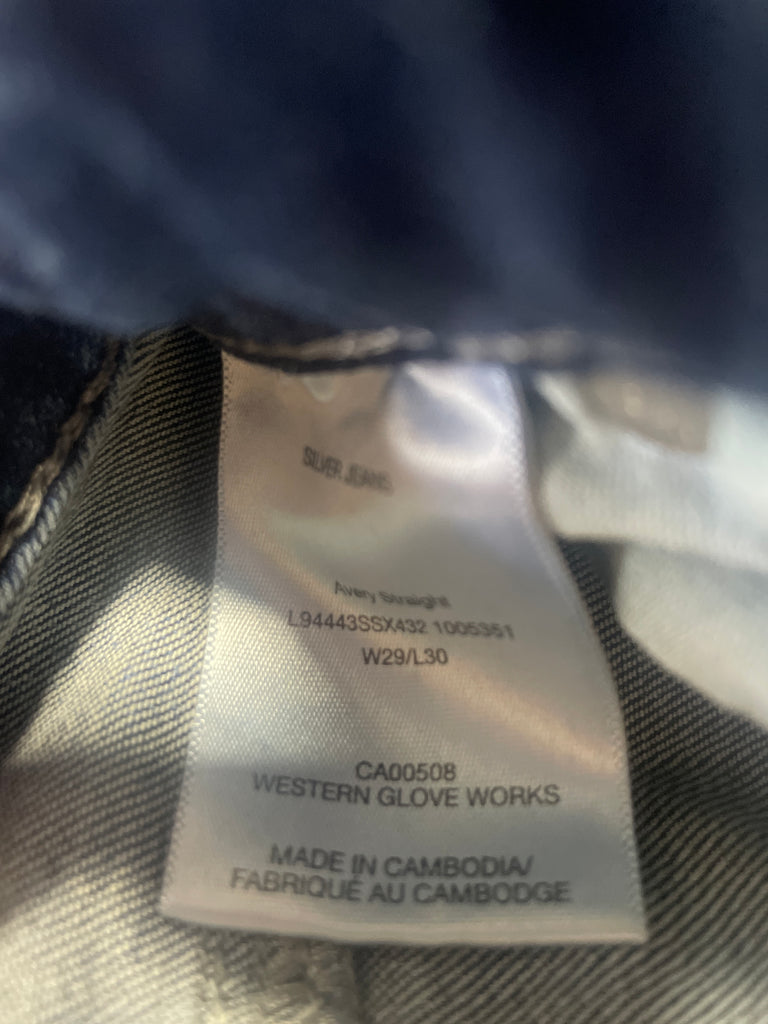 SILVER JEANS
Avery Straight
L94443SSX432 1005351
W29/L30
CA00508
WESTERN GLOVE WORKS
MADE IN CAMBODIA/
FABRIQUÉ AU CAMBODGE